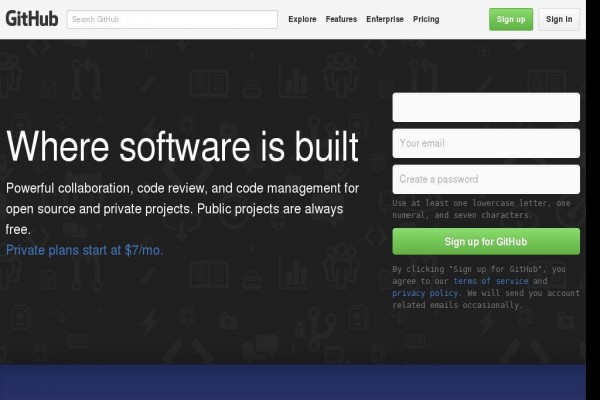 GitHub
Search GitHub
Explore Features Enterprise Pricing
Sign up
Sign in
Where software is built
Powerful collaboration, code review, and code management for
open source and private projects. Public projects are always
free.
Private plans start at $7/mo.
Your email
Create a password
Use at least one lowercase letter, one
numeral, and seven characters.
Sign up for GitHub
By clicking "Sign up for GitHub", you
agree to our terms of service and
privacy policy. We will send you account
related emails occasionally.